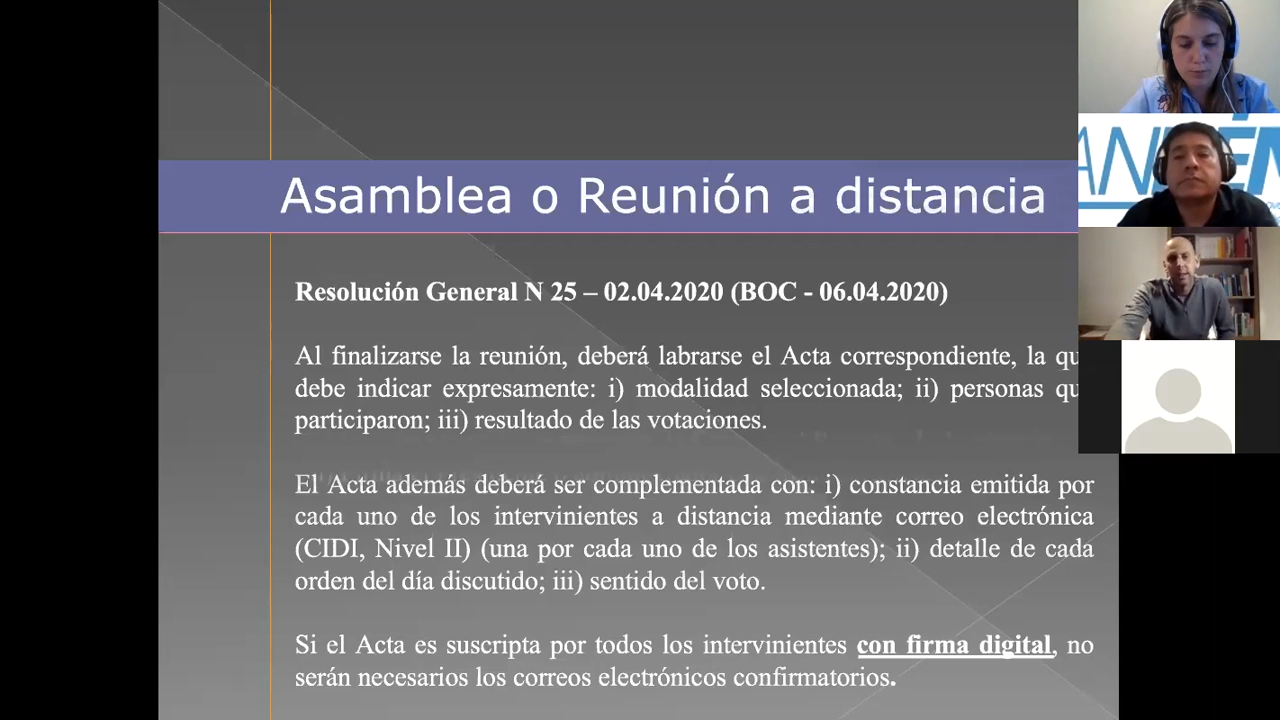 Asamblea o Reunión a distancia
Resolución General N 25 – 02.04.2020 (BOC - 06.04.2020)
Al finalizarse la reunión, deberá labrarse el Acta correspondiente, la qu
debe indicar expresamente: i) modalidad seleccionada; ii) personas qu
participaron; iii) resultado de las votaciones.
El Acta además deberá ser complementada con: i) constancia emitida por
cada uno de los intervinientes a distancia mediante correo electrónica
(CIDI, Nivel II) (una por cada uno de los asistentes); ii) detalle de cada
orden del día discutido; iii) sentido del voto.
Si el Acta es suscripta por todos los intervinientes con firma digital, no
serán necesarios los correos electrónicos confirmatorios.